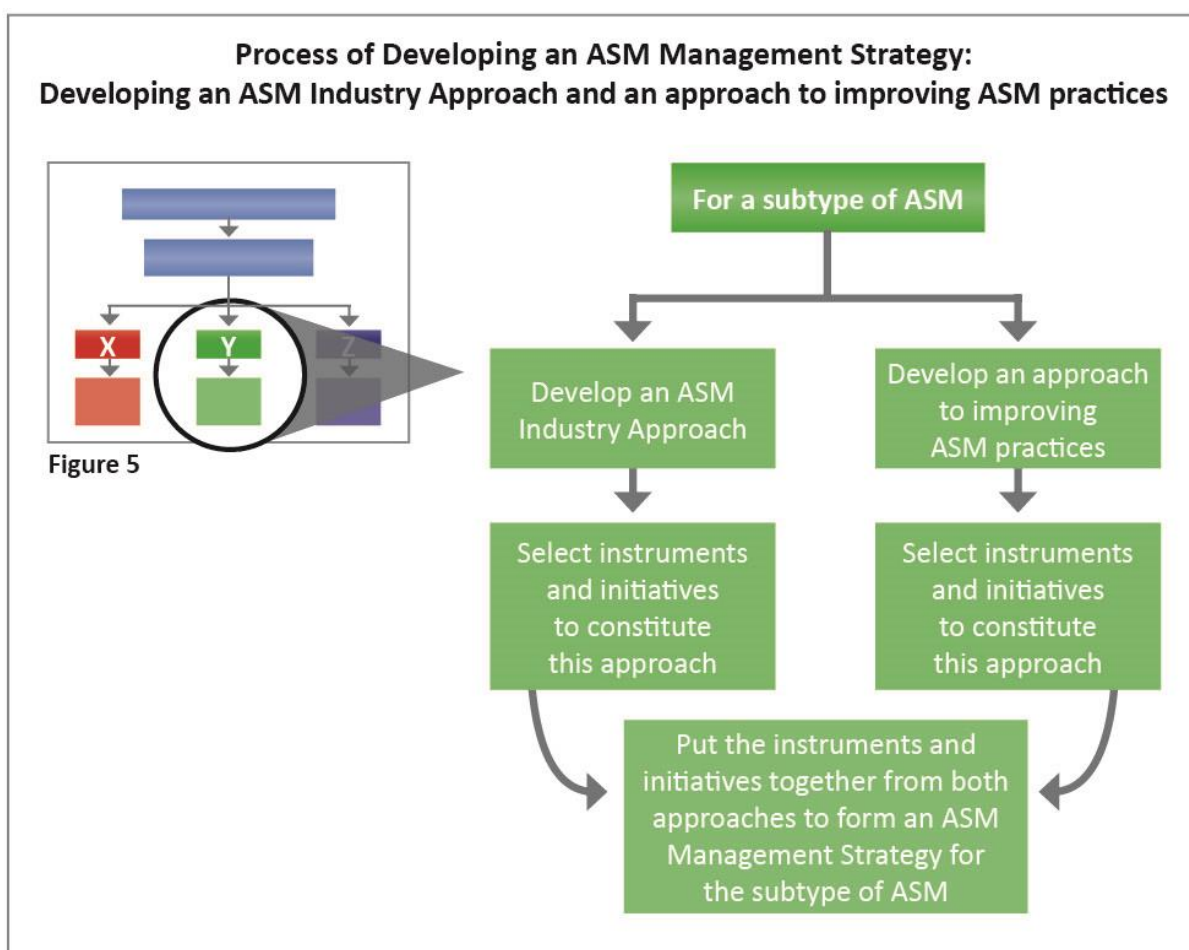 Process of Developing an ASM Management Strategy:
Developing an ASM Industry Approach and an approach to improving ASM practices
X
Y
Z
Figure 5
For a subtype of ASM
Develop an ASM
Industry Approach
Develop an approach
to improving
ASM practices
Select instruments
and initiatives
to constitute
this approach
Select instruments
and initiatives
to constitute
this approach
Put the instruments and
initiatives together from both
approaches to form an ASM
Management Strategy for
the subtype of ASM